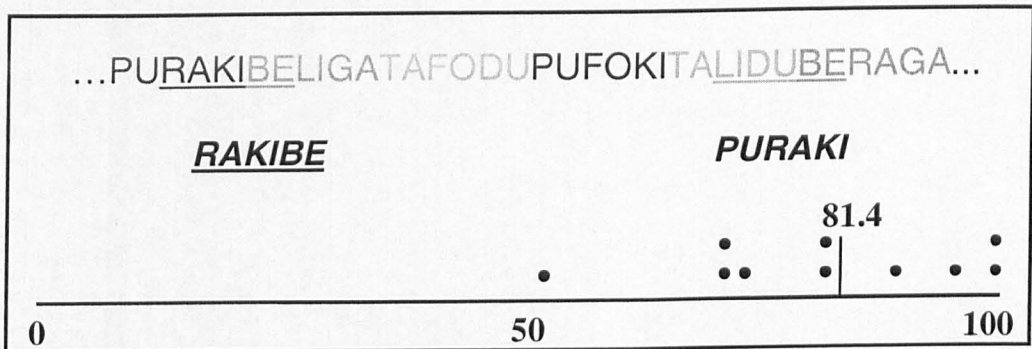 ...PURAKIBELIGATAFODUPUFOKITALIDUBERAGA...
RAKIBE PURAKI
81.4
0 50 100